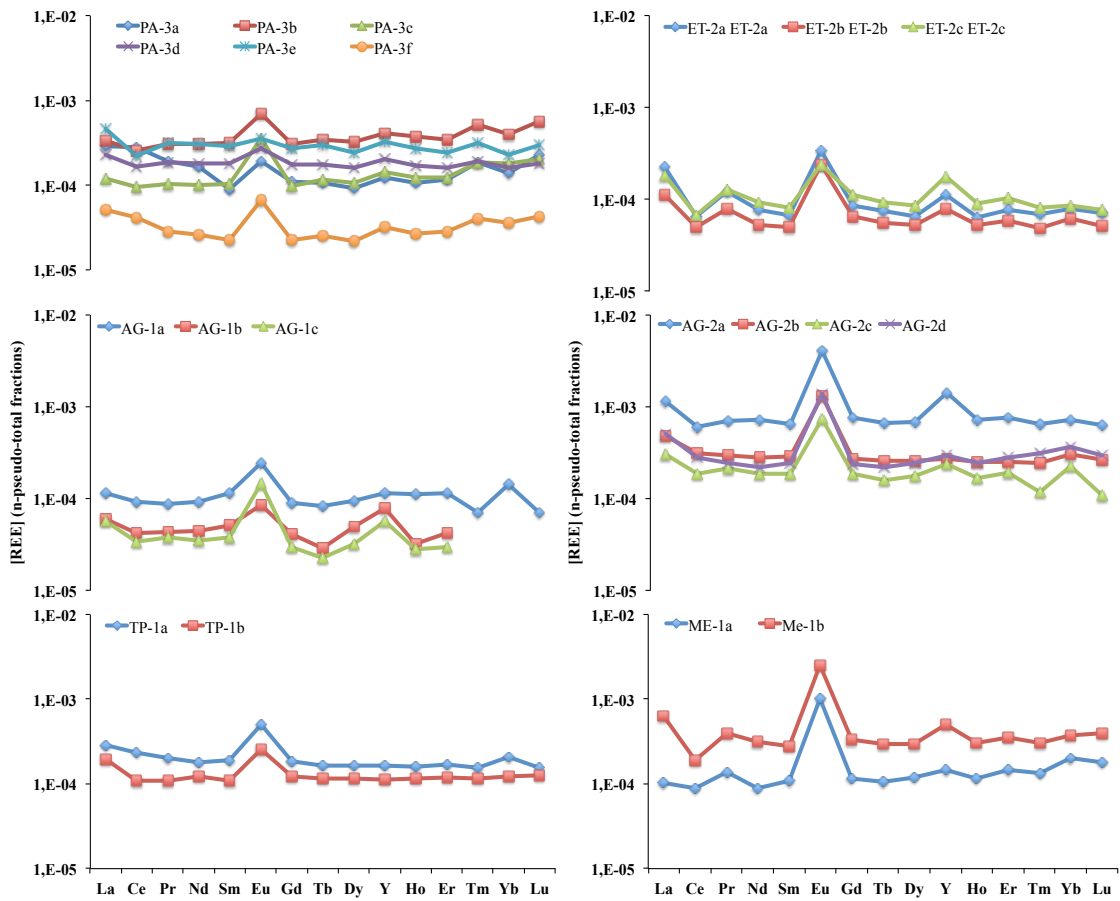 1,E-02
PA-3a PA-3b PA-3c
PA-3d PA-3e PA-3f
1,E-03
1,E-04
1,E-05
1,E-02
ET-2a ET-2a ET-2b ET-2b ET-2c ET-2c
1,E-03
1,E-04
1,E-05
[REE] (n-pseudo-total fractions)
1,E-02
AG-1a AG-1b AG-1c
1,E-03
1,E-04
1,E-05
[REE] (n-pseudo-total fractions)
1,E-02
AG-2a AG-2b AG-2c AG-2d
1,E-03
1,E-04
1,E-05
1,E-02
TP-1a TP-1b
1,E-03
1,E-04
1,E-05
La Ce Pr Nd Sm Eu Gd Tb Dy Y Ho Er Tm Yb Lu
1,E-02
ME-1a Me-1b
1,E-03
1,E-04
1,E-05
La Ce Pr Nd Sm Eu Gd Tb Dy Y Ho Er Tm Yb Lu